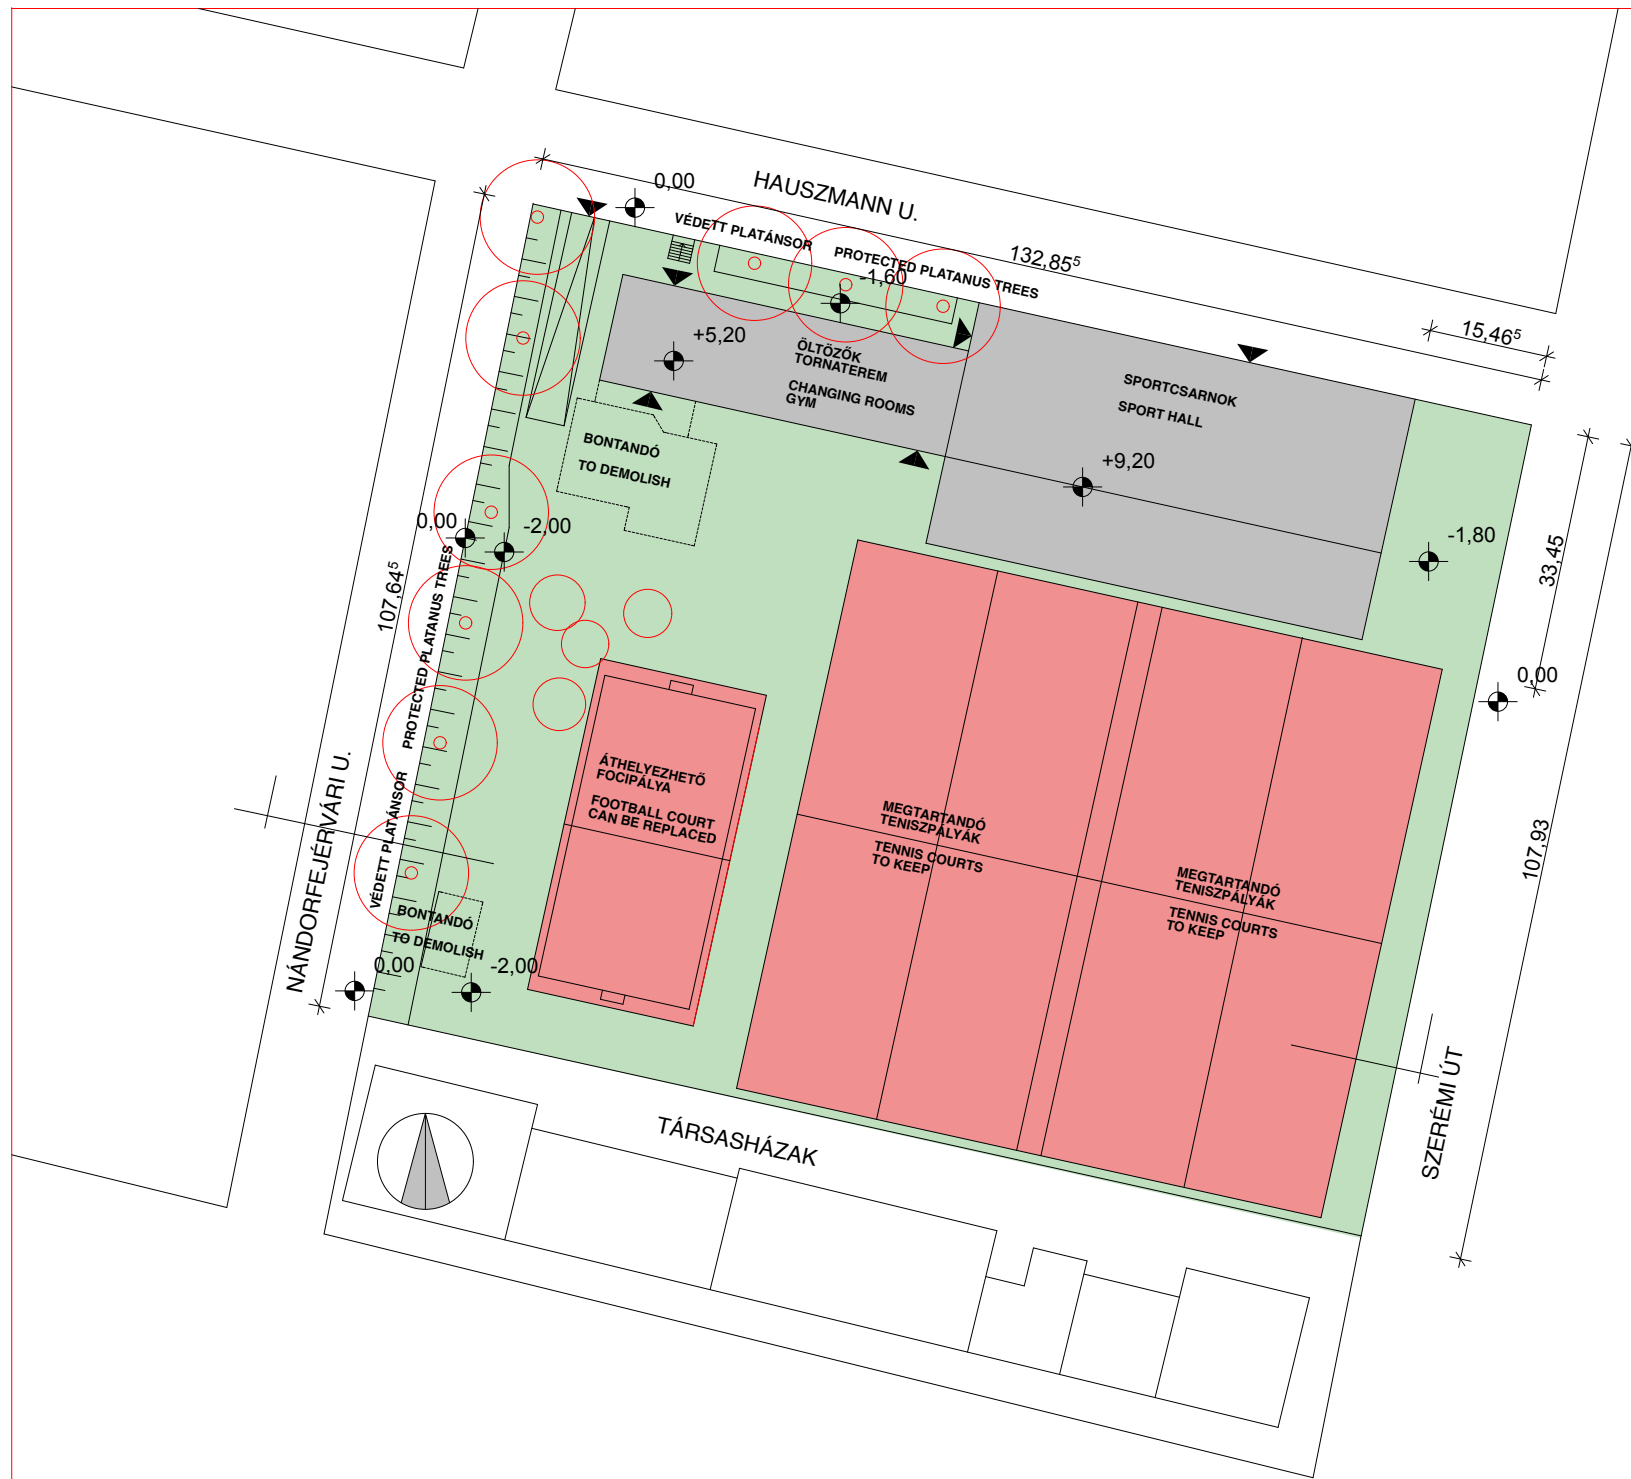 HAUSZMANN U.
0,00
VÉDETT PLATÁNSOR
PROTECTED PLATANUS TREES
132,85⁵
-1,60
15,46⁵
+5,20
ÖLTÖZŐK
TORNATEREM
CHANGING ROOMS
GYM
SPORTCSARNOK
SPORT HALL
+9,20
BONTANDÓ
TO DEMOLISH
0,00
-2,00
-1,80
33,45
107,64⁵
PROTECTED PLATANUS TREES
VÉDETT PLATÁNSOR
0,00
NÁNDORFEJÉRVÁRI U.
ÁTHELYEZHETŐ
FOCIPÁLYA
FOOTBALL COURT
CAN BE REPLACED
MEGTARTANDÓ
TENISZPÁLYÁK
TENNIS COURTS
TO KEEP
MEGTARTANDÓ
TENISZPÁLYÁK
TENNIS COURTS
TO KEEP
107,93
BONTANDÓ
TO DEMOLISH
0,00
-2,00
TÁRSASHÁZAK
SZERÉMI ÚT